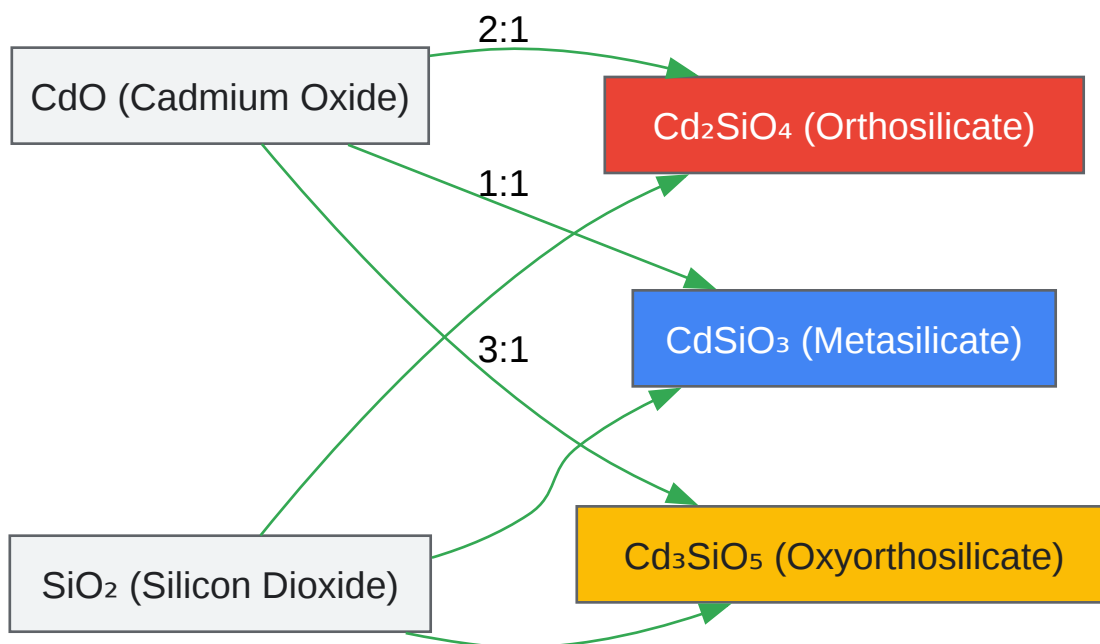 2:1
CdO (Cadmium Oxide)
Cd₂SiO₄ (Orthosilicate)
1:1
CdSiO₃ (Metasilicate)
3:1
Cd₃SiO₅ (Oxyorthosilicate)
SiO₂ (Silicon Dioxide)